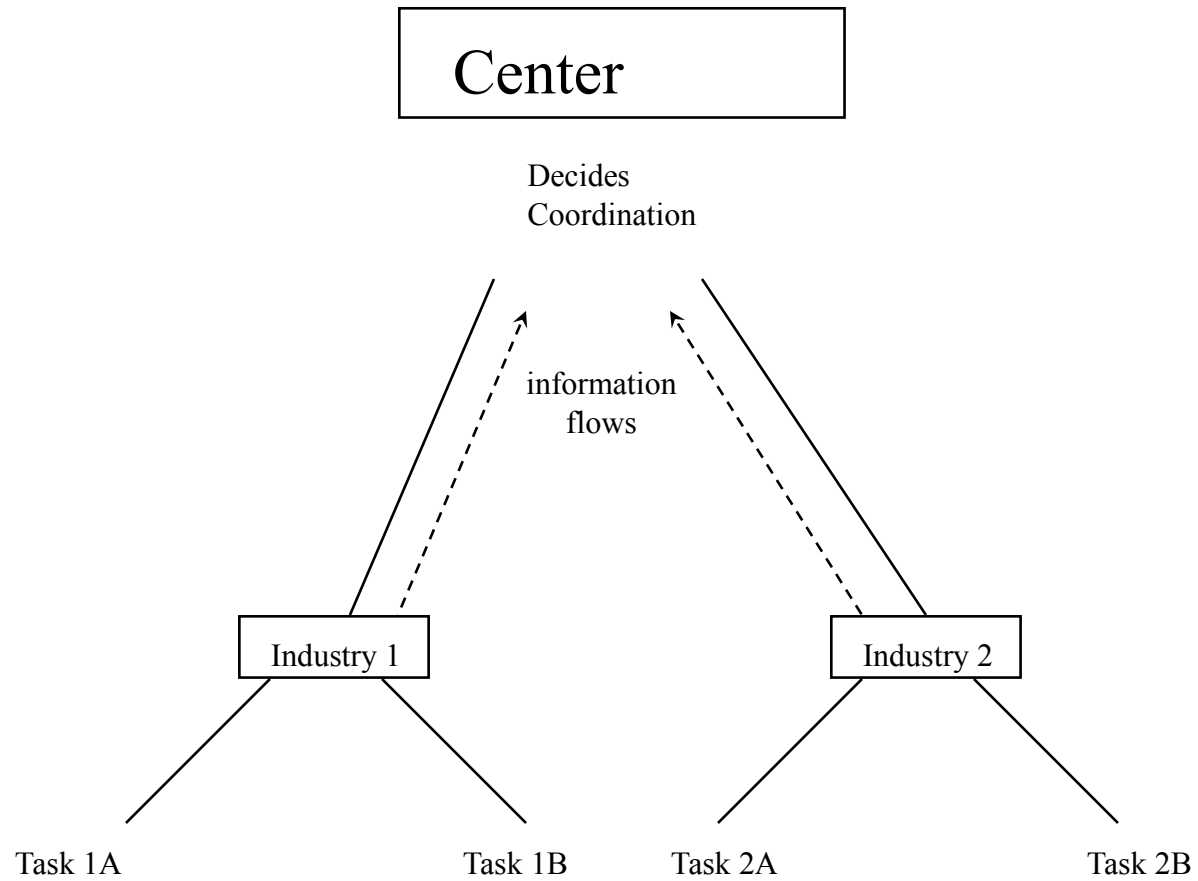 Center
Decides
Coordination
information
flows
Industry 1
Industry 2
Task 1A
Task 1B
Task 2A
Task 2B